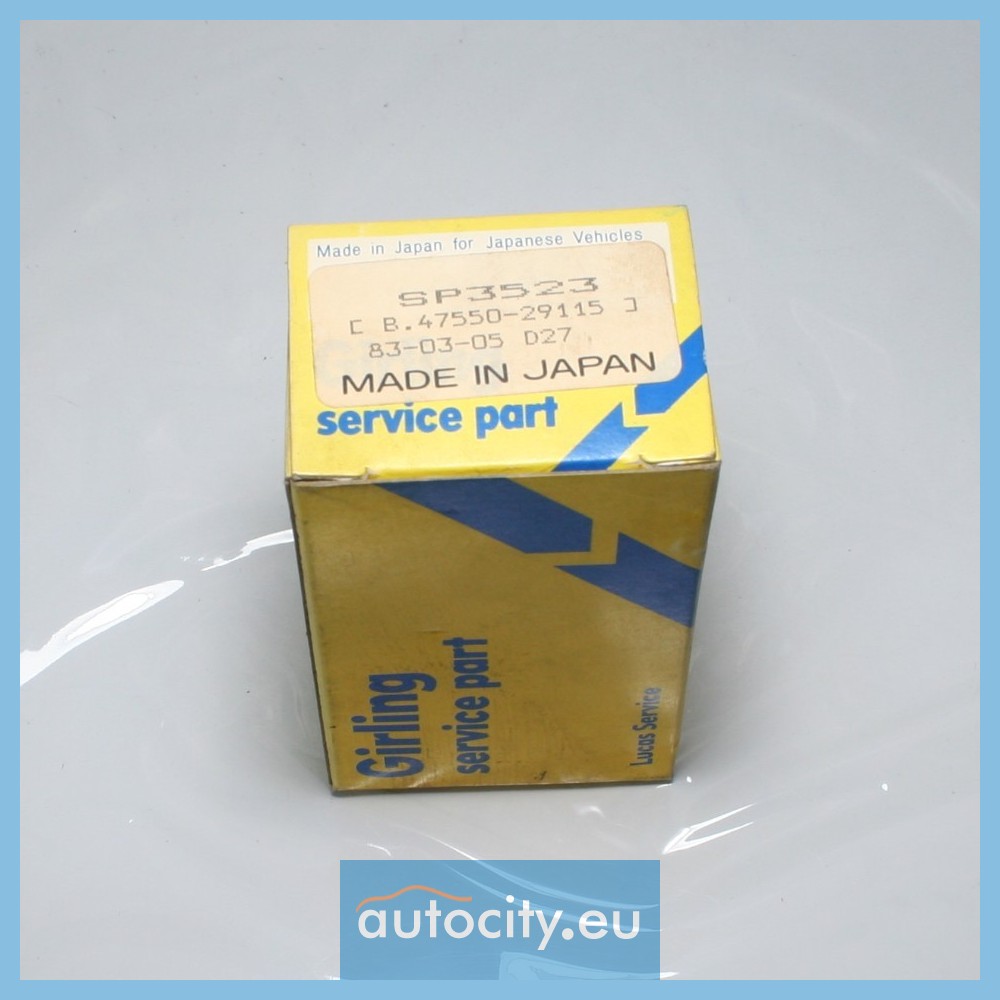 Made in Japan for Japanese Vehicles
SP3523
[ B.47550-29115 ]
83-03-05 D27
MADE IN JAPAN
service part
Girling
service part
Lucas Service
autocity.eu